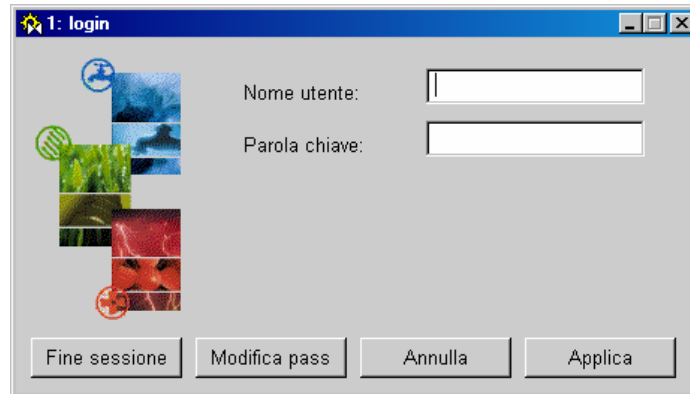 1: login
Nome utente:
Parola chiave:
Fine sessione
Modifica pass
Annulla
Applica